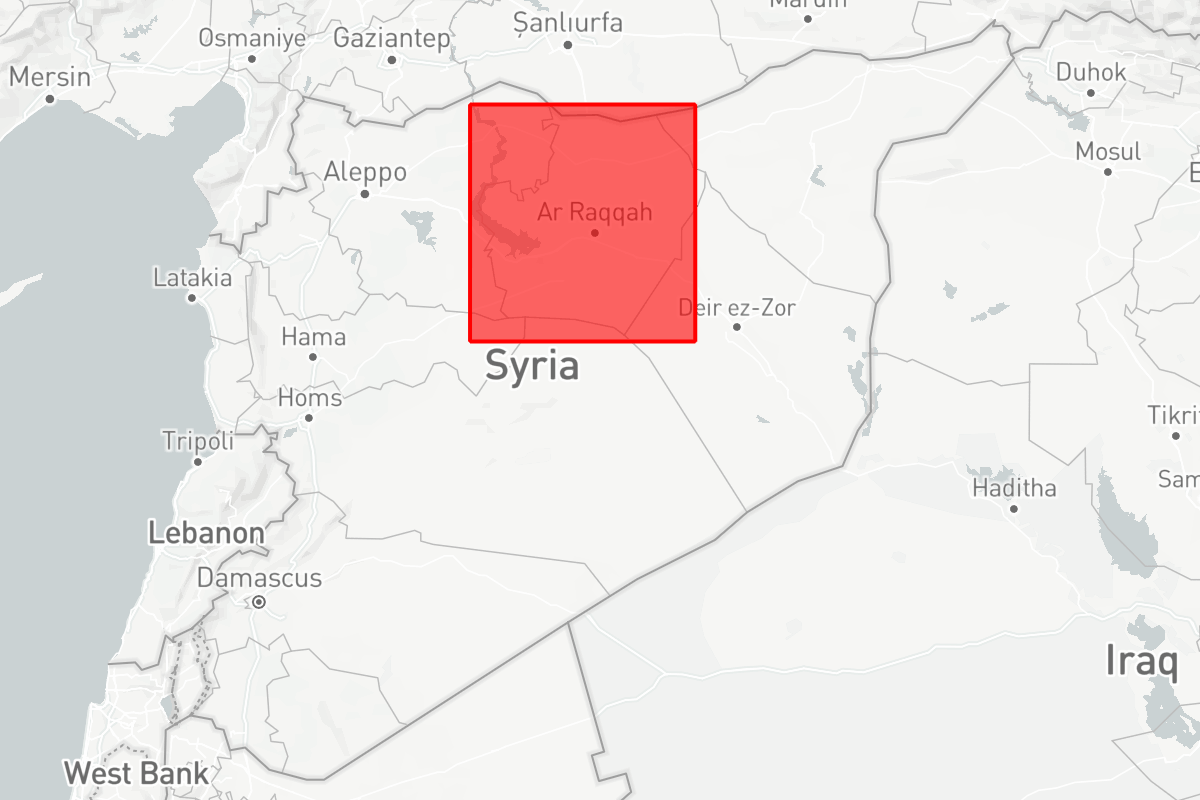 Mardin
Şanlıurfa
Osmaniye
Gaziantep
Mersin
Duhok
Mosul
Aleppo
Ar Raqqah
Latakia
Deir ez-Zor
Hama
Syria
Homs
Tripoli
Tikrit
Sam
Haditha
Lebanon
Damascus
Iraq
West Bank